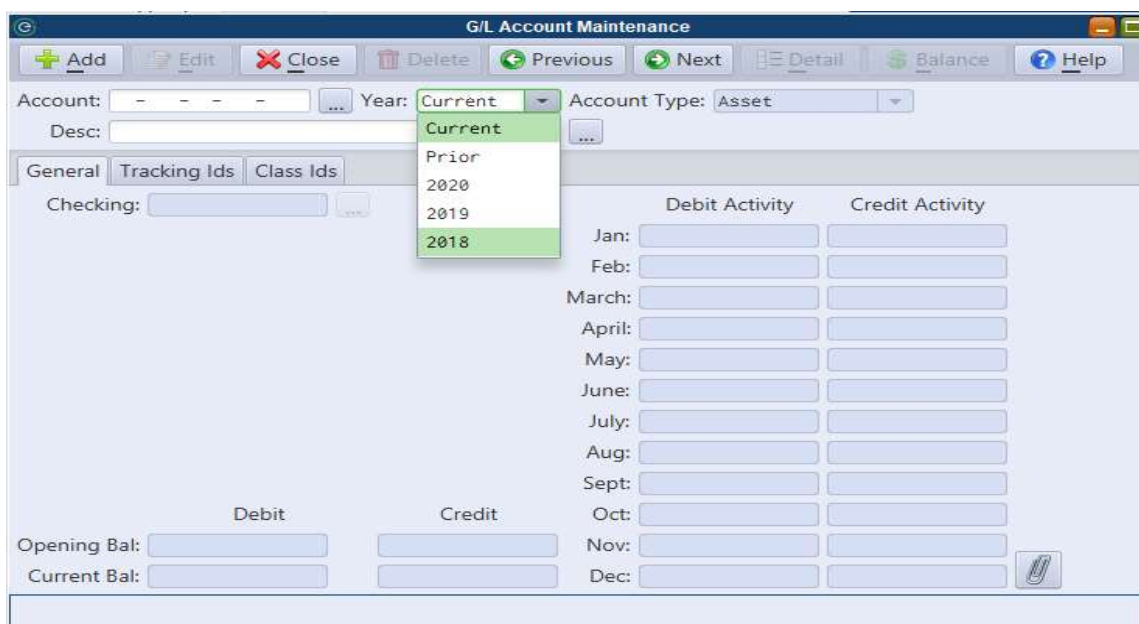 G/L Account Maintenance
Add Edit Close Delete Previous Next Detail Balance Help
Account: - - - - ... Year: Current Account Type: Asset
Desc: ...
Current
Prior
2020
2019
2018
General Tracking Ids Class Ids
Checking: ...
Debit Activity Credit Activity
Jan:
Feb:
March:
April:
May:
June:
July:
Aug:
Sept:
Debit Credit Oct:
Opening Bal: Nov:
Current Bal: Dec: